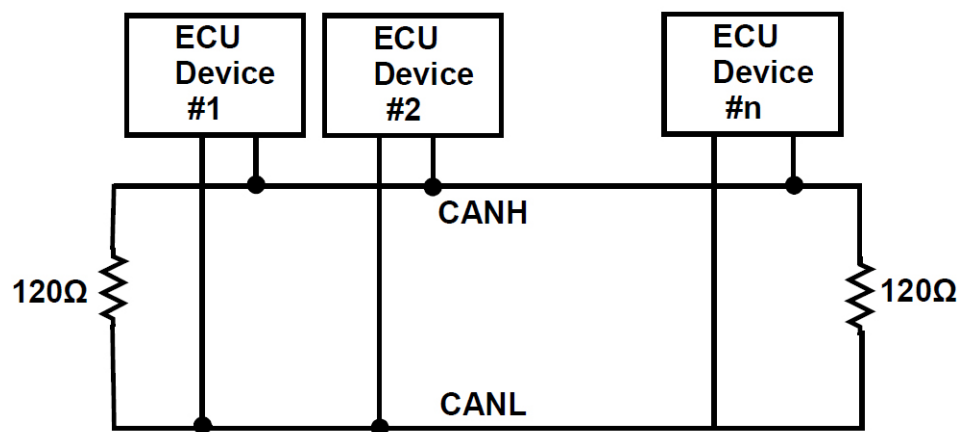 ECU
Device
#1
ECU
Device
#2
ECU
Device
#n
CANH
120Ω
120Ω
CANL